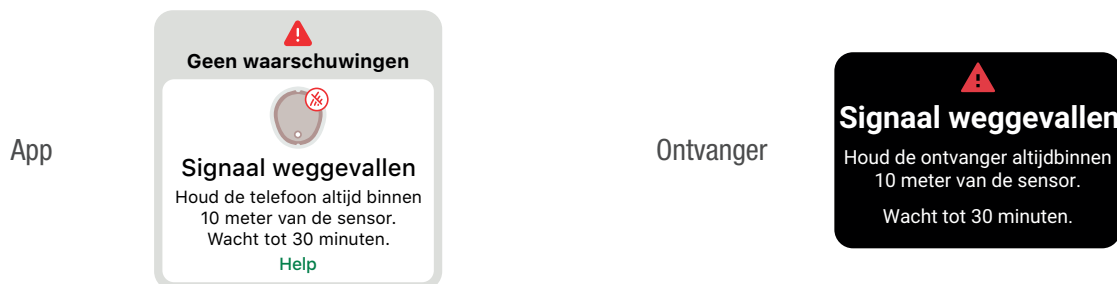 App
Geen waarschuwingen
Signaal weggevallen
Houd de telefoon altijd binnen
10 meter van de sensor.
Wacht tot 30 minuten.
Help
Ontvanger
Signaal weggevallen
Houd de ontvanger altijdbinnen
10 meter van de sensor.
Wacht tot 30 minuten.